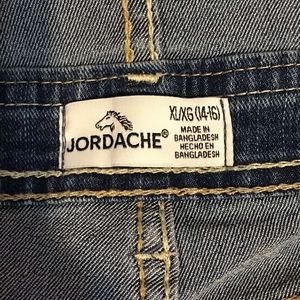 JORDACHE®
XL/XG (14-16)
MADE IN
BANGLADESH
HECHO EN
BANGLADESH